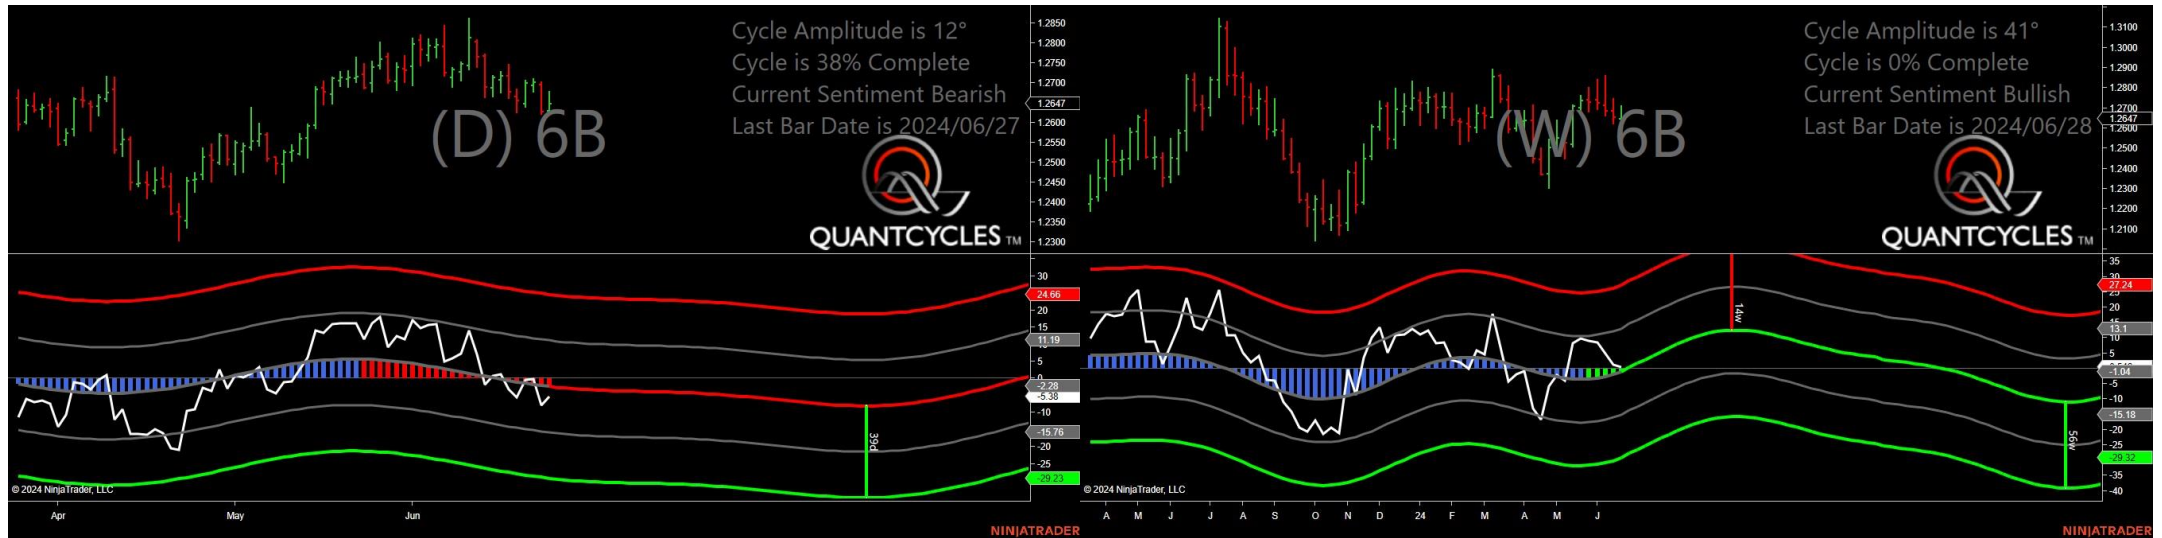 Cycle Amplitude is 12°
Cycle is 38% Complete
Current Sentiment Bearish
Last Bar Date is 2024/06/27
(D) 6B
QUANTCYCLES TM
1.2850
1.2800
1.2750
1.2700
1.2647
1.2600
1.2550
1.2500
1.2450
1.2400
1.2350
1.2300
30
24.66
20
15
11.19
5
0
-2.28
-5.38
-10
-15.76
-20
-25
-29.23
39d
© 2024 NinjaTrader, LLC
Apr May Jun
NINJATRADER
Cycle Amplitude is 41°
Cycle is 0% Complete
Current Sentiment Bullish
Last Bar Date is 2024/06/28
(W) 6B
QUANTCYCLES TM
1.3100
1.3000
1.2900
1.2800
1.2700
1.2647
1.2600
1.2500
1.2400
1.2300
1.2200
1.2100
35
30
27.24
25
20
13.1
10
5
-1.04
-5
-10
-15.18
-20
-25
-29.32
-35
-40
14w
56w
© 2024 NinjaTrader, LLC
A M J J A S O N D 24 F M A M J
NINJATRADER